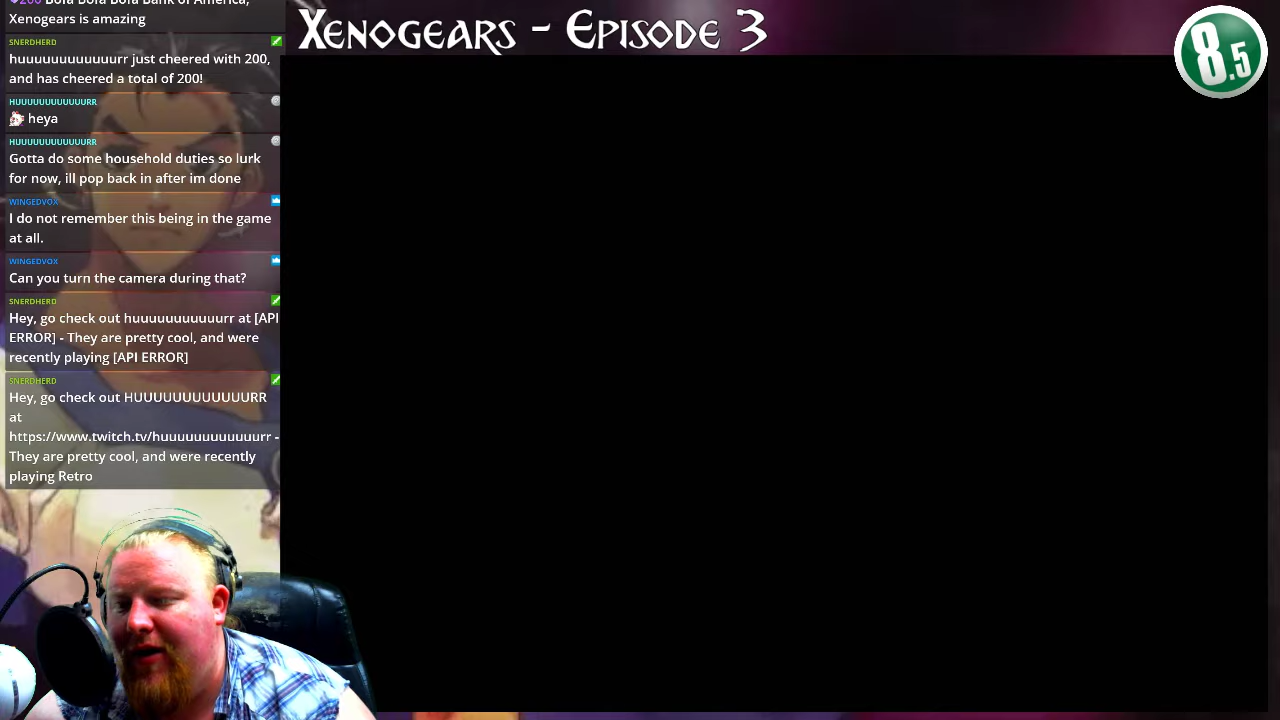 Xenogears - Episode 3
8.5
200 Bofa Bofa Bofa Bank of America,
Xenogears is amazing
SNERDHERD
huuuuuuuuuuuurr just cheered with 200,
and has cheered a total of 200!
HUUUUUUUUUUUURR
heya
HUUUUUUUUUUUURR
Gotta do some household duties so lurk
for now, ill pop back in after im done
WINGEDVOX
I do not remember this being in the game
at all.
WINGEDVOX
Can you turn the camera during that?
SNERDHERD
Hey, go check out huuuuuuuuuuuurr at [API
ERROR] - They are pretty cool, and were
recently playing [API ERROR]
SNERDHERD
Hey, go check out HUUUUUUUUUUUURR
at
https://www.twitch.tv/huuuuuuuuuuuurr -
They are pretty cool, and were recently
playing Retro